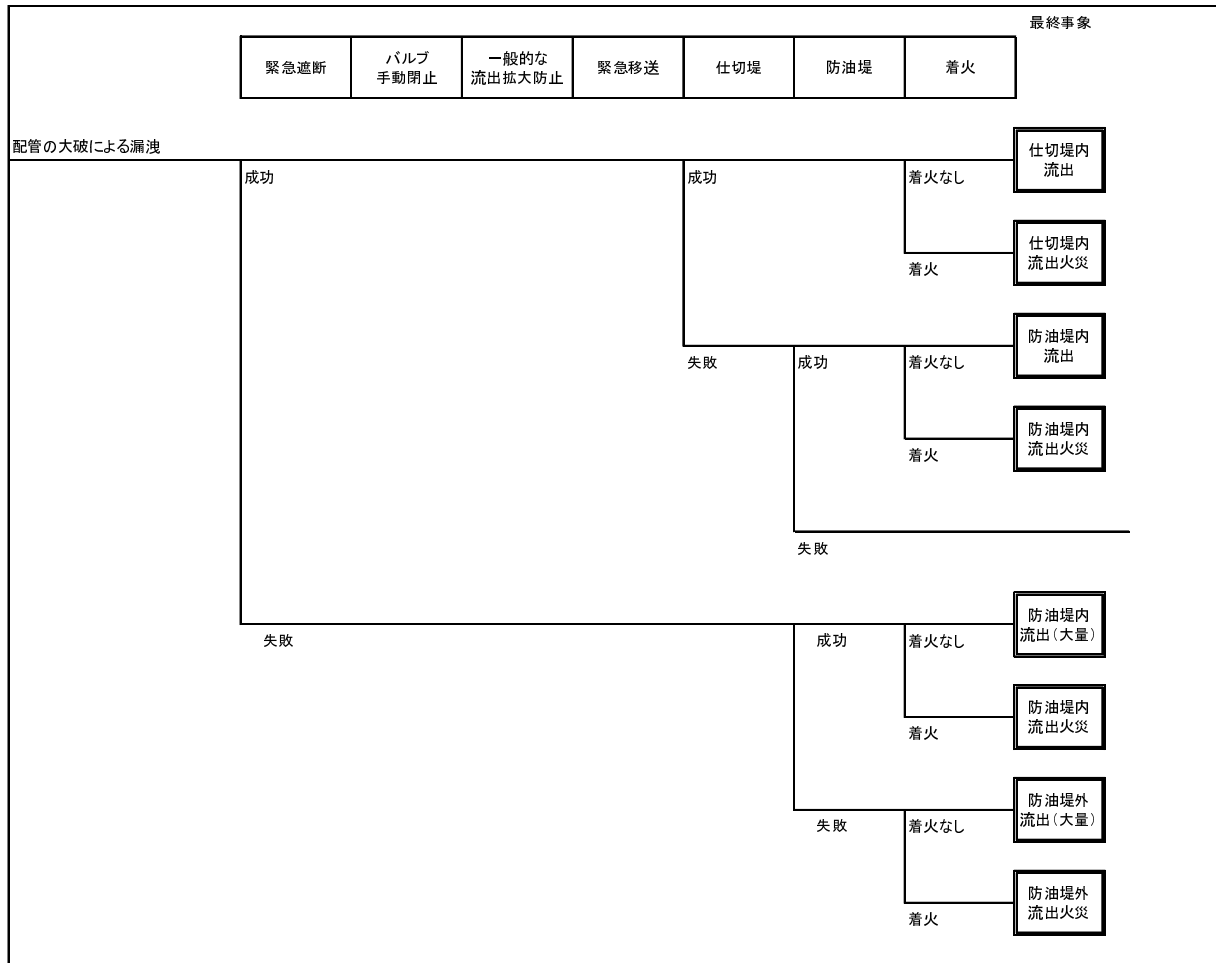 最終事象
緊急遮断
バルブ
手動閉止
一般的な
流出拡大防止
緊急移送
仕切堤
防油堤
着火
配管の大破による漏洩
仕切堤内
流出
成功
成功
着火なし
仕切堤内
流出火災
着火
防油堤内
流出
失敗
成功
着火なし
防油堤内
流出火災
着火
失敗
防油堤内
流出(大量)
失敗
成功
着火なし
防油堤内
流出火災
着火
防油堤外
流出(大量)
失敗
着火なし
防油堤外
流出火災
着火